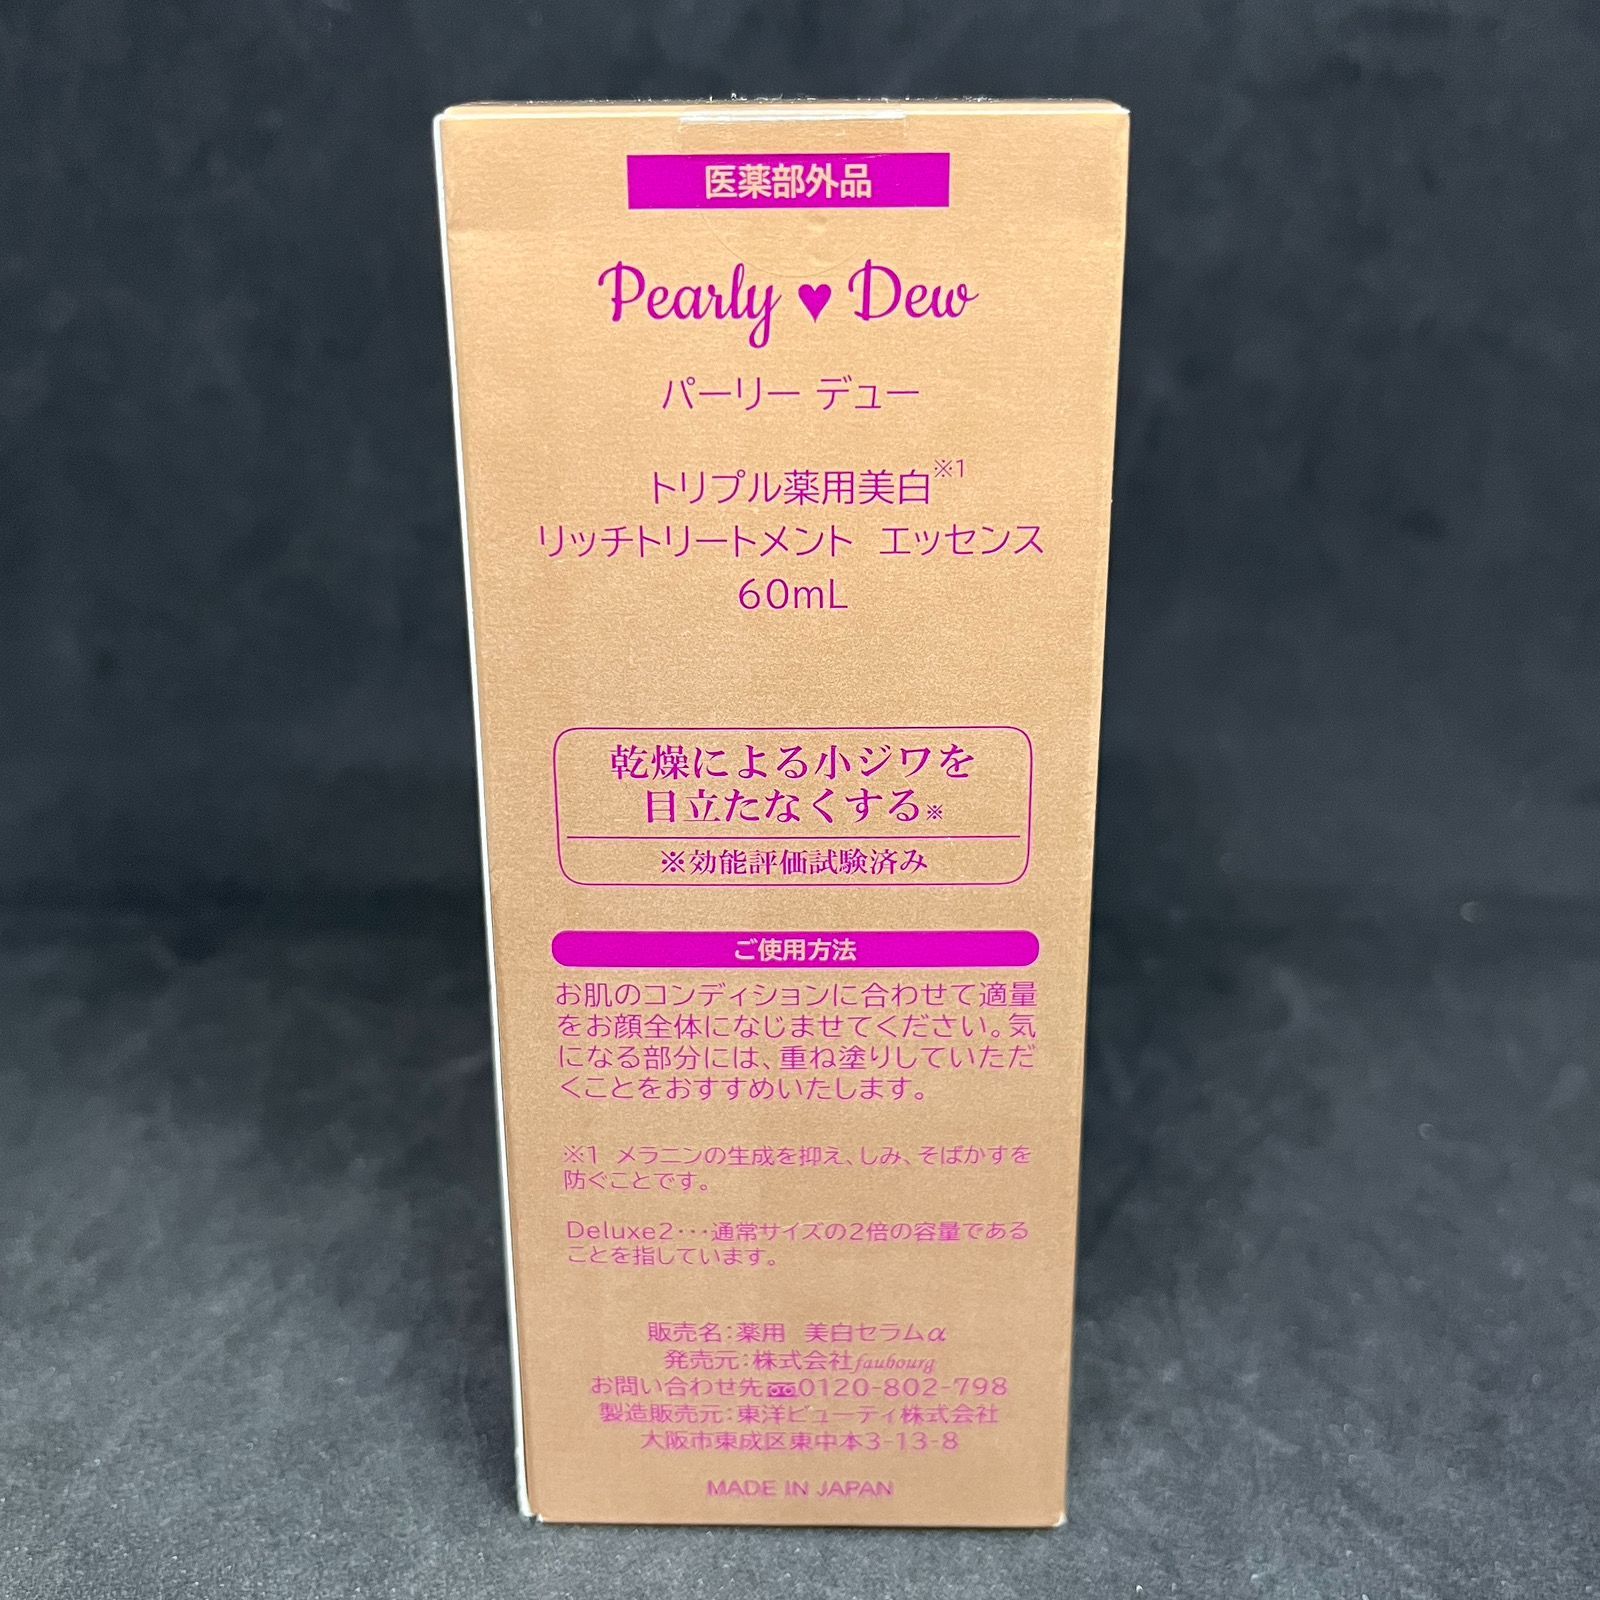 医薬部外品
Pearly ♥ Dew
パーリー デュー
トリプル薬用美白※1
リッチトリートメント エッセンス
60mL
乾燥による小ジワを
目立たなくする※
※効能評価試験済み
ご使用方法
お肌のコンディションに合わせて適量
をお顔全体になじませてください。気
になる部分には、重ね塗りしていただ
くことをおすすめいたします。
※1 メラニンの生成を抑え、しみ、そばかすを
防ぐことです。
Deluxe2・・・通常サイズの2倍の容量である
ことを指しています。
販売名：薬用 美白セラムα
発売元：株式会社faubourg
お問い合わせ先 0120-802-798
製造販売元：東洋ビューティ株式会社
大阪市東成区東中本3-13-8
MADE IN JAPAN